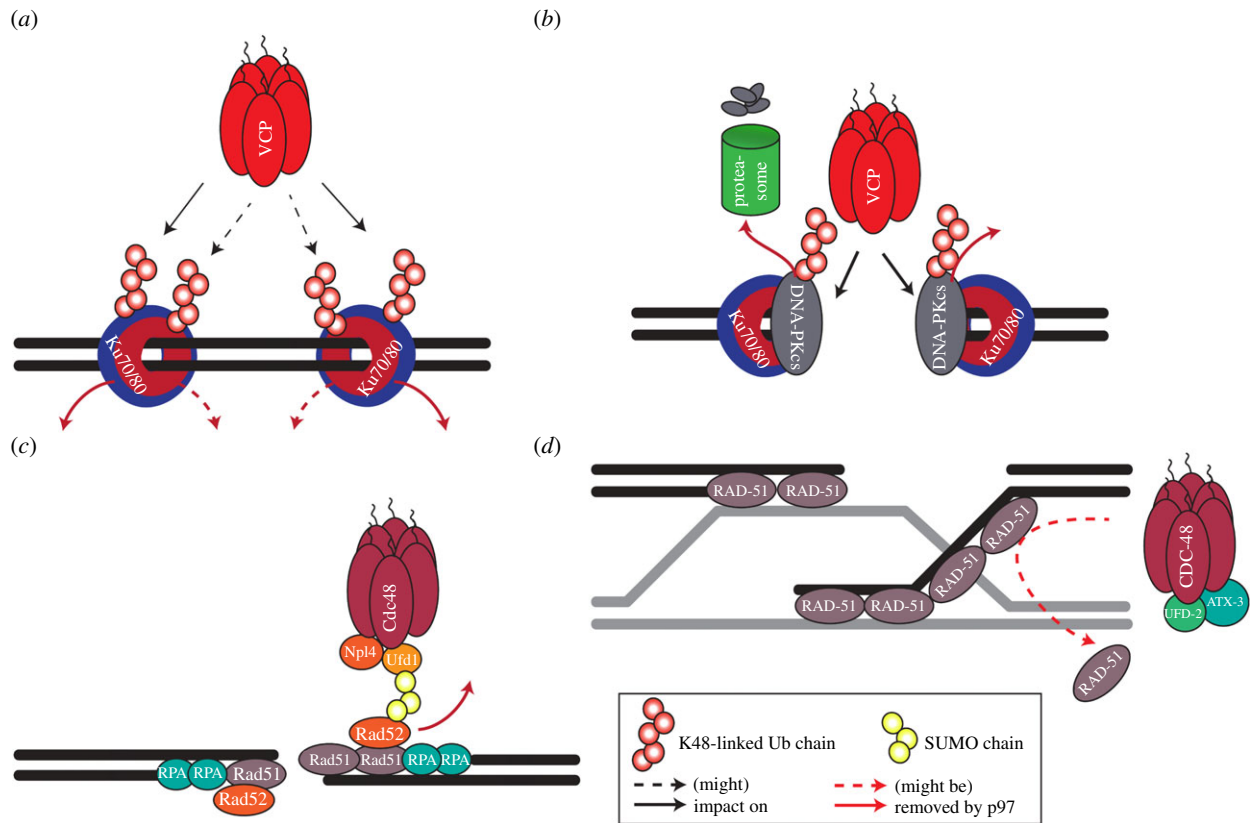 (a)
VCP
Ku70/80
Ku70/80
(b)
protea-
some
VCP
DNA-PKcs
Ku70/80
DNA-PKcs
Ku70/80
(c)
Cdc48
Npl4
Ufd1
Rad52
Rad51
Rad51
RPA
RPA
RPA
RPA
Rad51
Rad52
(d)
RAD-51
RAD-51
RAD-51
RAD-51
RAD-51
RAD-51
CDC-48
UFD-2
ATX-3
RAD-51
K48-linked Ub chain
SUMO chain
(might)
impact on
(might be)
removed by p97